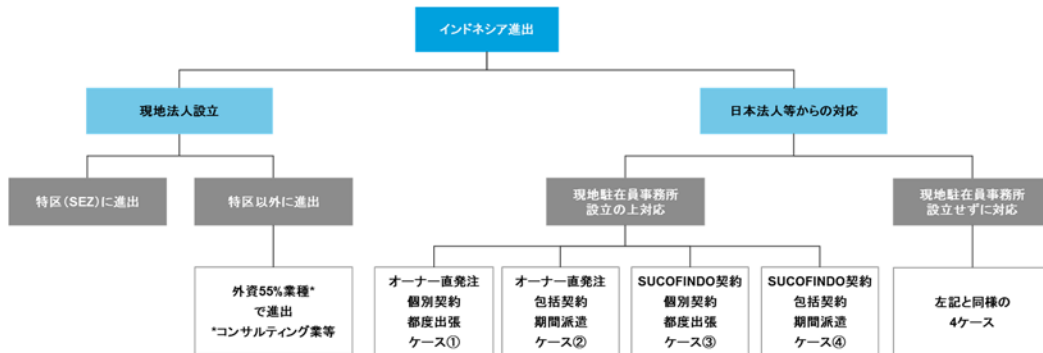 インドネシア進出
現地法人設立
日本法人等からの対応
特区(SEZ)に進出
特区以外に進出
現地駐在員事務所
設立の上対応
現地駐在員事務所
設立せずに対応
外資55%業種*
で進出
*コンサルティング業等
オーナー直発注
個別契約
都度出張
ケース①
オーナー直発注
包括契約
期間派遣
ケース②
SUCOFINDO契約
個別契約
都度出張
ケース③
SUCOFINDO契約
包括契約
期間派遣
ケース④
左記と同様の
4ケース